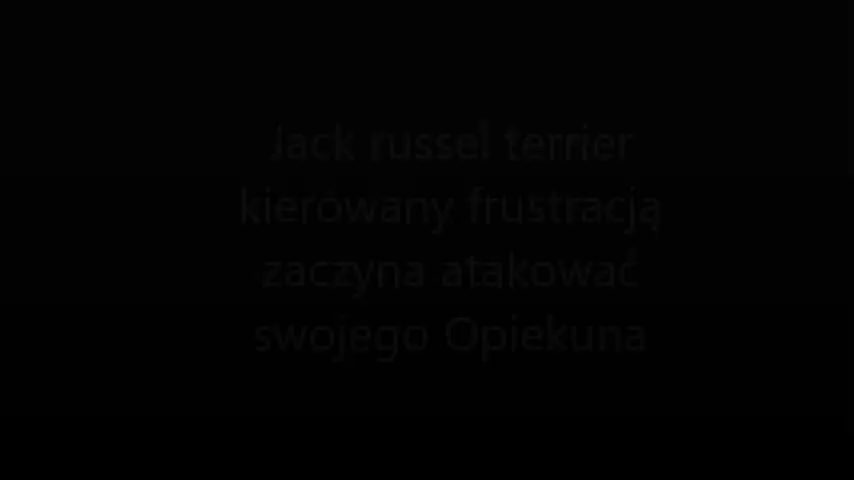 Jack russel terrier
kierowany frustracją
zaczyna atakować
swojego Opiekuna